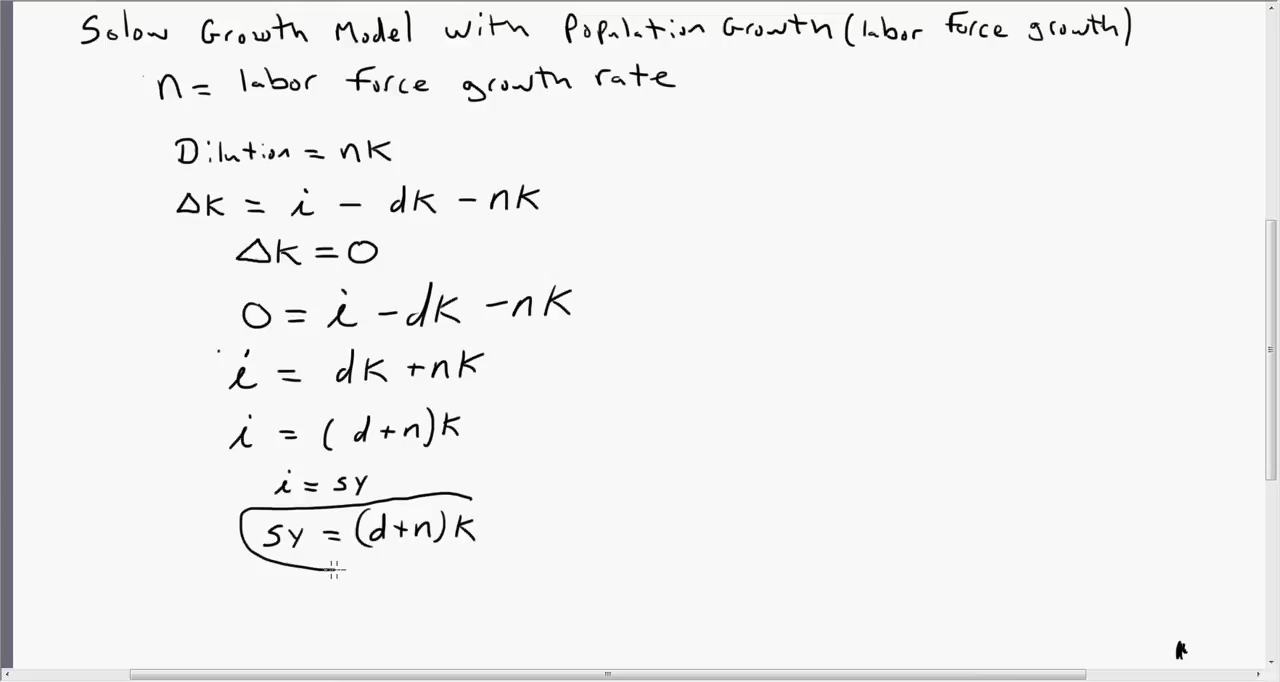 Solow Growth Model with Population Growth (labor force growth)
n = labor force growth rate
Dilution = nk
Δk = i - dk - nk
Δk = 0
0 = i - dk - nk
i = dk + nk
i = (d+n)k
i = sy
sy = (d+n)k